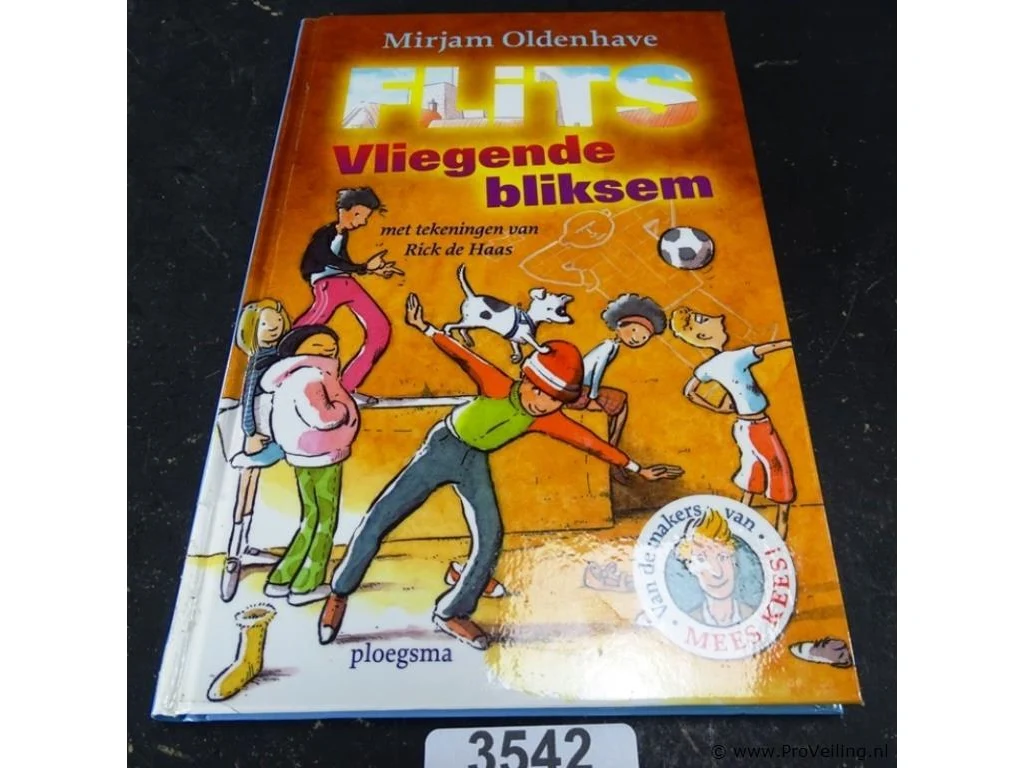 Mirjam Oldenhave
FLiTS
Vliegende
bliksem
met tekeningen van
Rick de Haas
• Van de makers van •
MEES KEES!
ploegsma
3542
© www.ProVeiling.nl